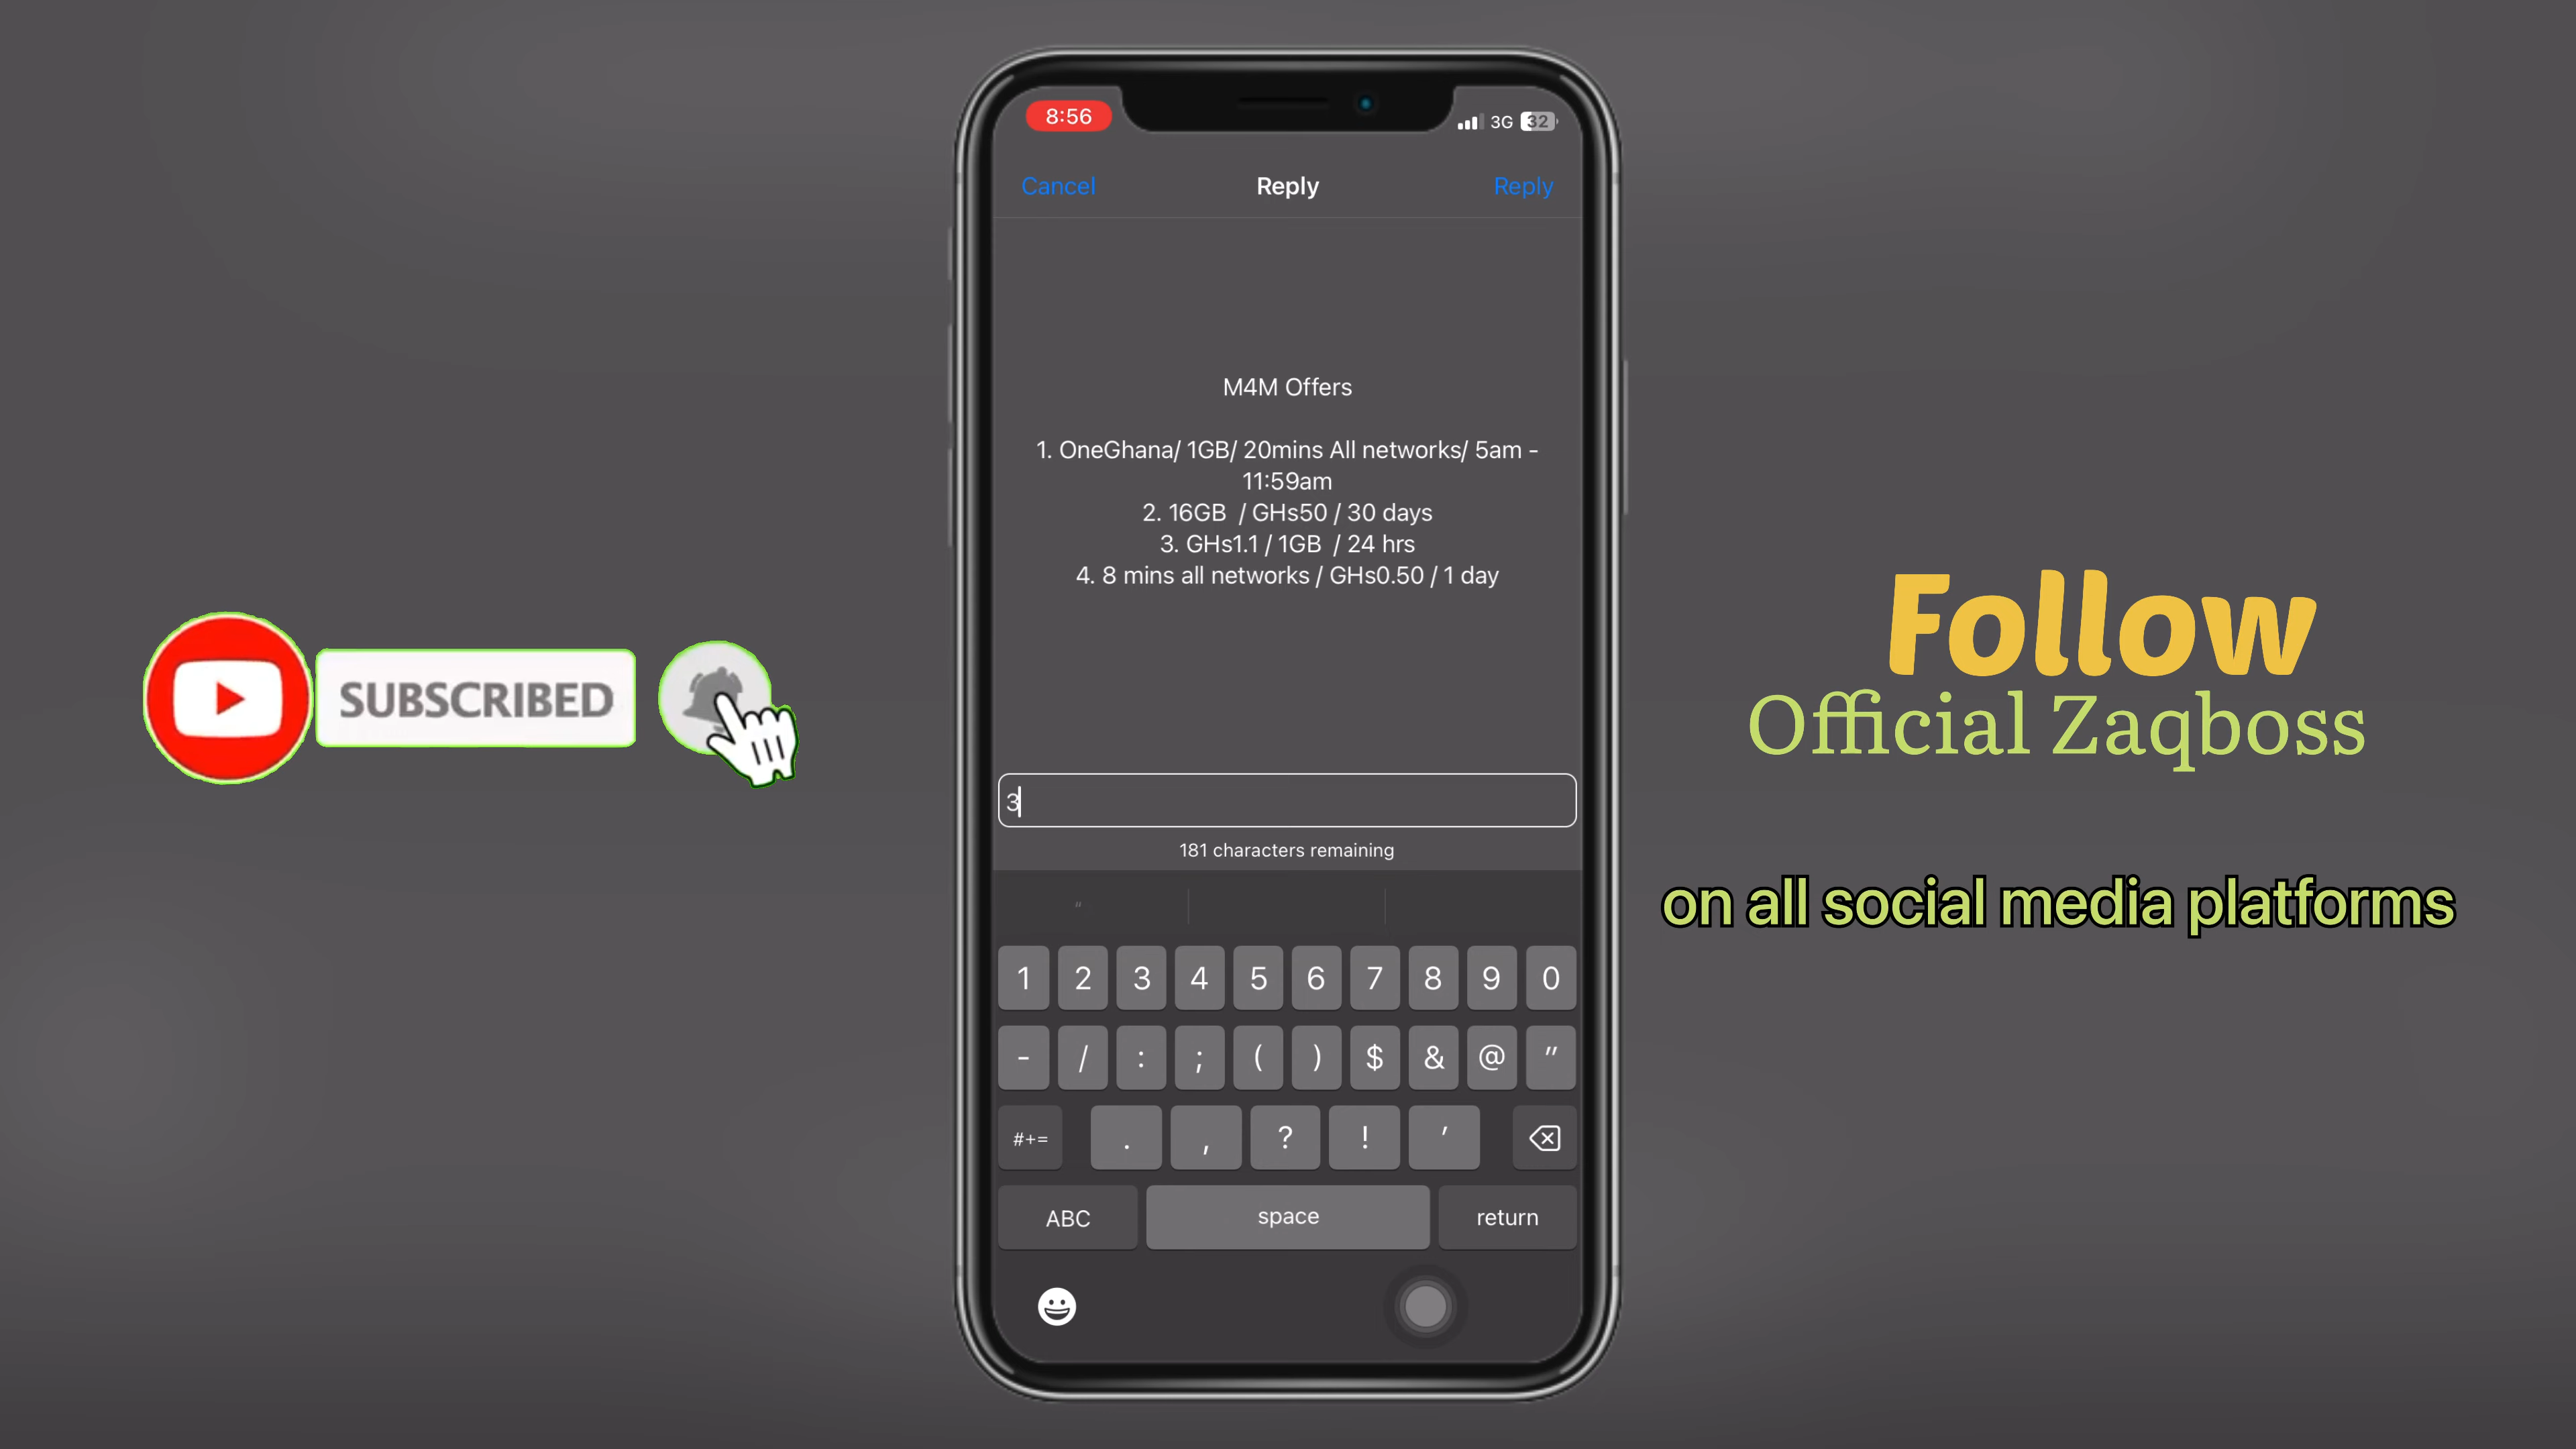 8:56
3G 32
Cancel Reply Reply
M4M Offers
1. OneGhana/ 1GB/ 20mins All networks/ 5am -
11:59am
2. 16GB / GHs50 / 30 days
3. GHs1.1 / 1GB / 24 hrs
4. 8 mins all networks / GHs0.50 / 1 day
SUBSCRIBED
Follow
Official Zaqboss
on all social media platforms
3
181 characters remaining
“
1 2 3 4 5 6 7 8 9 0
- / : ; ( ) $ & @ "
#+= . , ? ! '
ABC space return